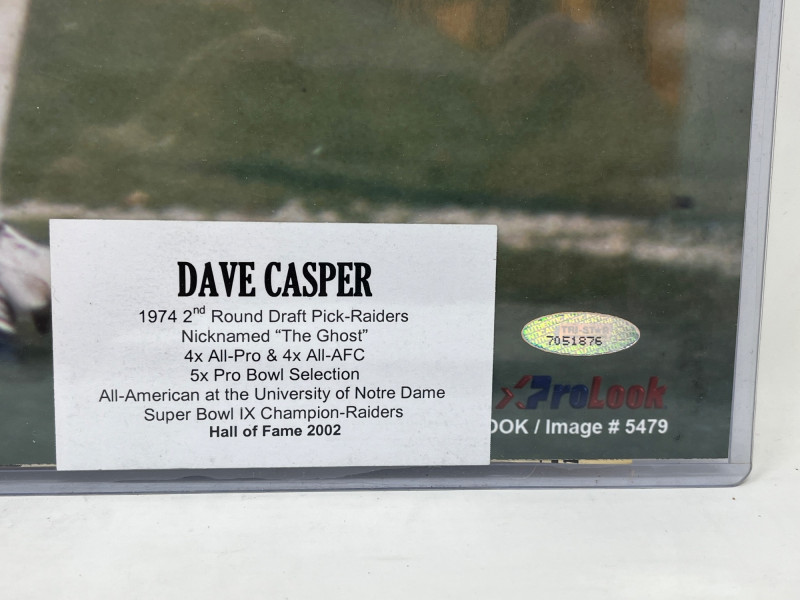 DAVE CASPER
1974 2nd Round Draft Pick-Raiders
Nicknamed "The Ghost"
4x All-Pro & 4x All-AFC
5x Pro Bowl Selection
All-American at the University of Notre Dame
Super Bowl IX Champion-Raiders
Hall of Fame 2002
TRI-STAR
7051876
ProLook
OOK / Image # 5479